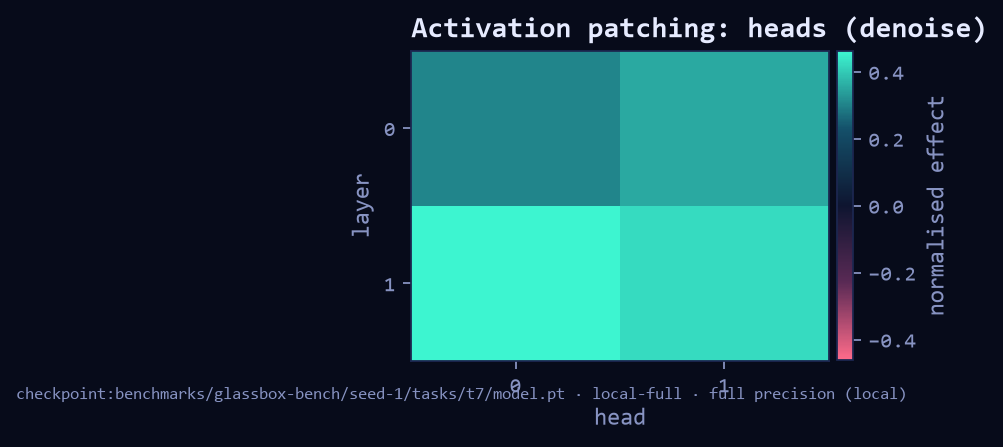 Activation patching: heads (denoise)
0
1
layer
0.4
0.2
0.0
−0.2
−0.4
normalised effect
0
1
checkpoint:benchmarks/glassbox-bench/seed-1/tasks/t7/model.pt · local-full · full precision (local)
head